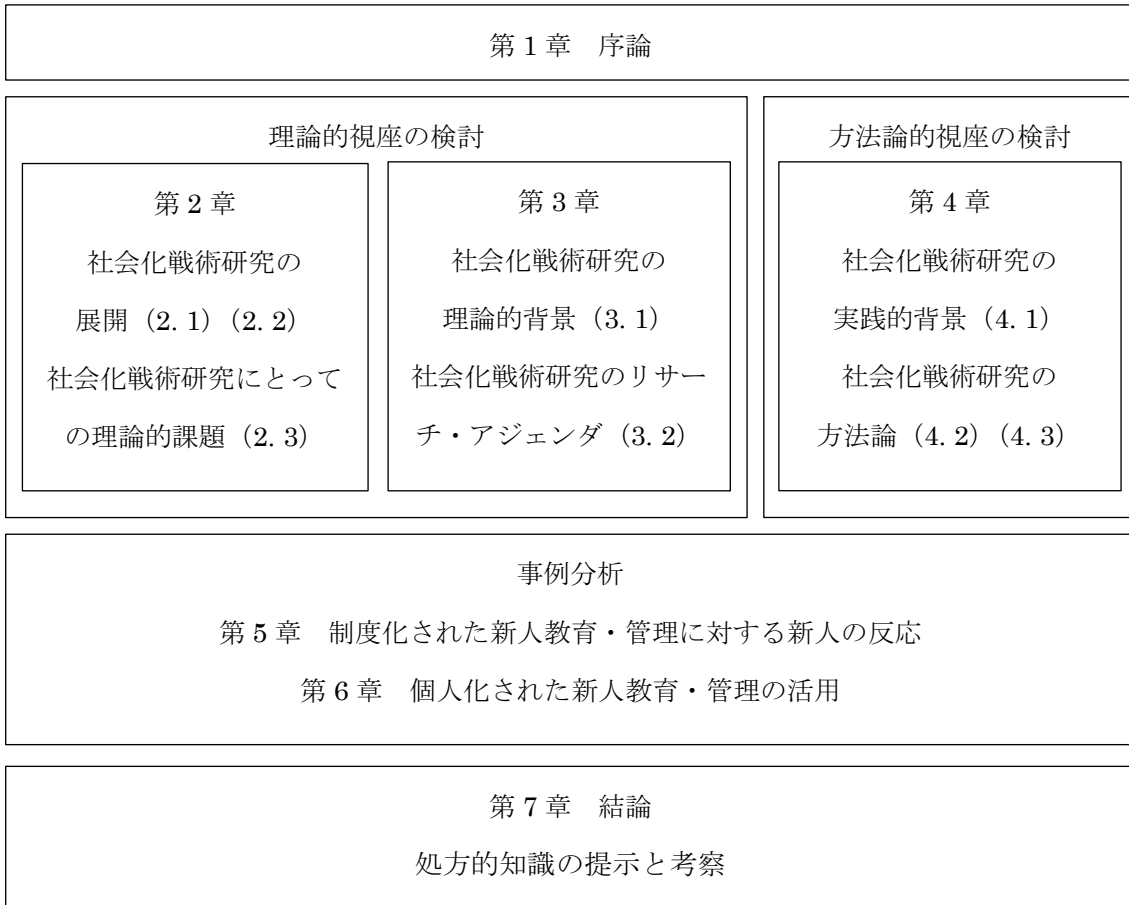 第 1 章　序論
理論的視座の検討
第 2 章
社会化戦術研究の
展開（2. 1）（2. 2）
社会化戦術研究にとって
の理論的課題（2. 3）
第 3 章
社会化戦術研究の
理論的背景（3. 1）
社会化戦術研究のリサー
チ・アジェンダ（3. 2）
方法論的視座の検討
第 4 章
社会化戦術研究の
実践的背景（4. 1）
社会化戦術研究の
方法論（4. 2）（4. 3）
事例分析
第 5 章　制度化された新人教育・管理に対する新人の反応
第 6 章　個人化された新人教育・管理の活用
第 7 章　結論
処方的知識の提示と考察